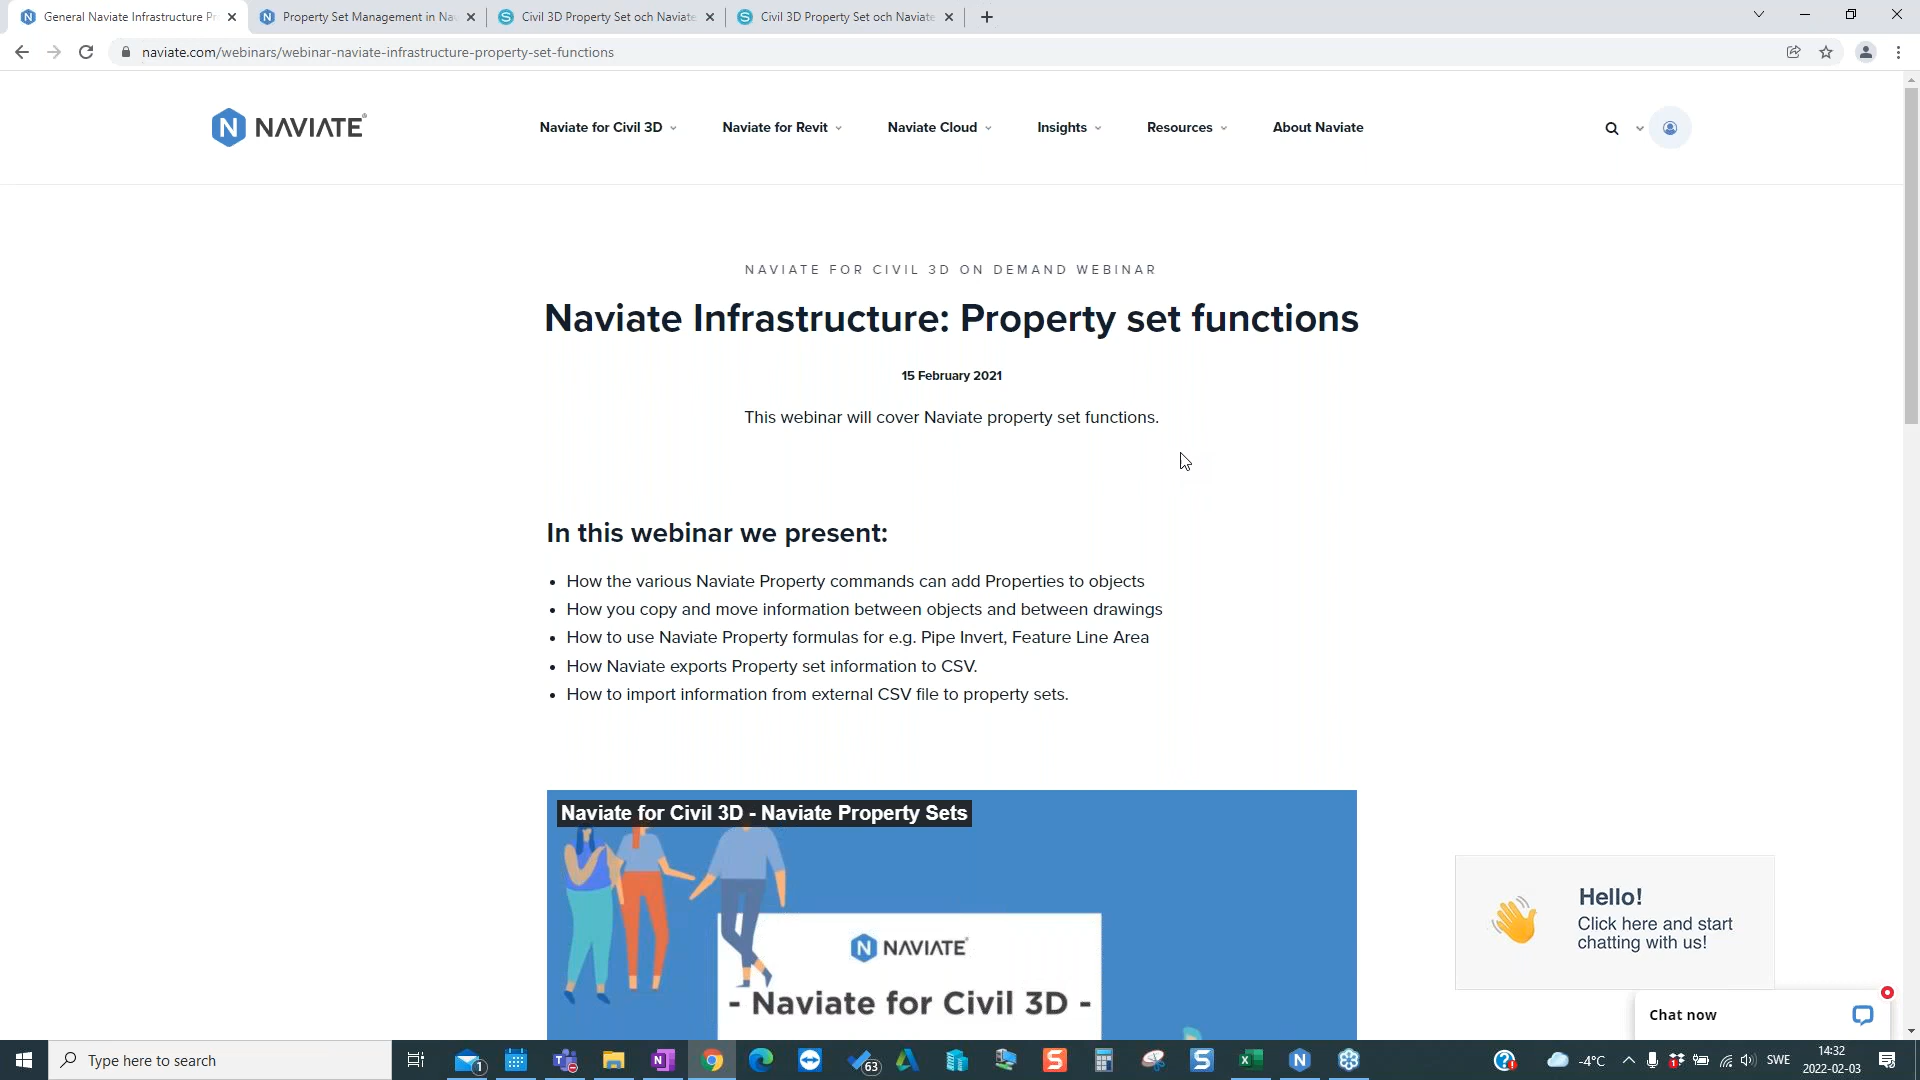 General Naviate Infrastructure Pr
Property Set Management in Na
Civil 3D Property Set och Naviate
Civil 3D Property Set och Naviate
naviate.com/webinars/webinar-naviate-infrastructure-property-set-functions
NAVIATE
Naviate for Civil 3D
Naviate for Revit
Naviate Cloud
Insights
Resources
About Naviate
NAVIATE FOR CIVIL 3D ON DEMAND WEBINAR
Naviate Infrastructure: Property set functions
15 February 2021
This webinar will cover Naviate property set functions.
In this webinar we present:
• How the various Naviate Property commands can add Properties to objects
• How you copy and move information between objects and between drawings
• How to use Naviate Property formulas for e.g. Pipe Invert, Feature Line Area
• How Naviate exports Property set information to CSV.
• How to import information from external CSV file to property sets.
Naviate for Civil 3D - Naviate Property Sets
NAVIATE
- Naviate for Civil 3D -
Hello!
Click here and start
chatting with us!
Chat now
Type here to search
1
63
-4°C
SWE
14:32
2022-02-03